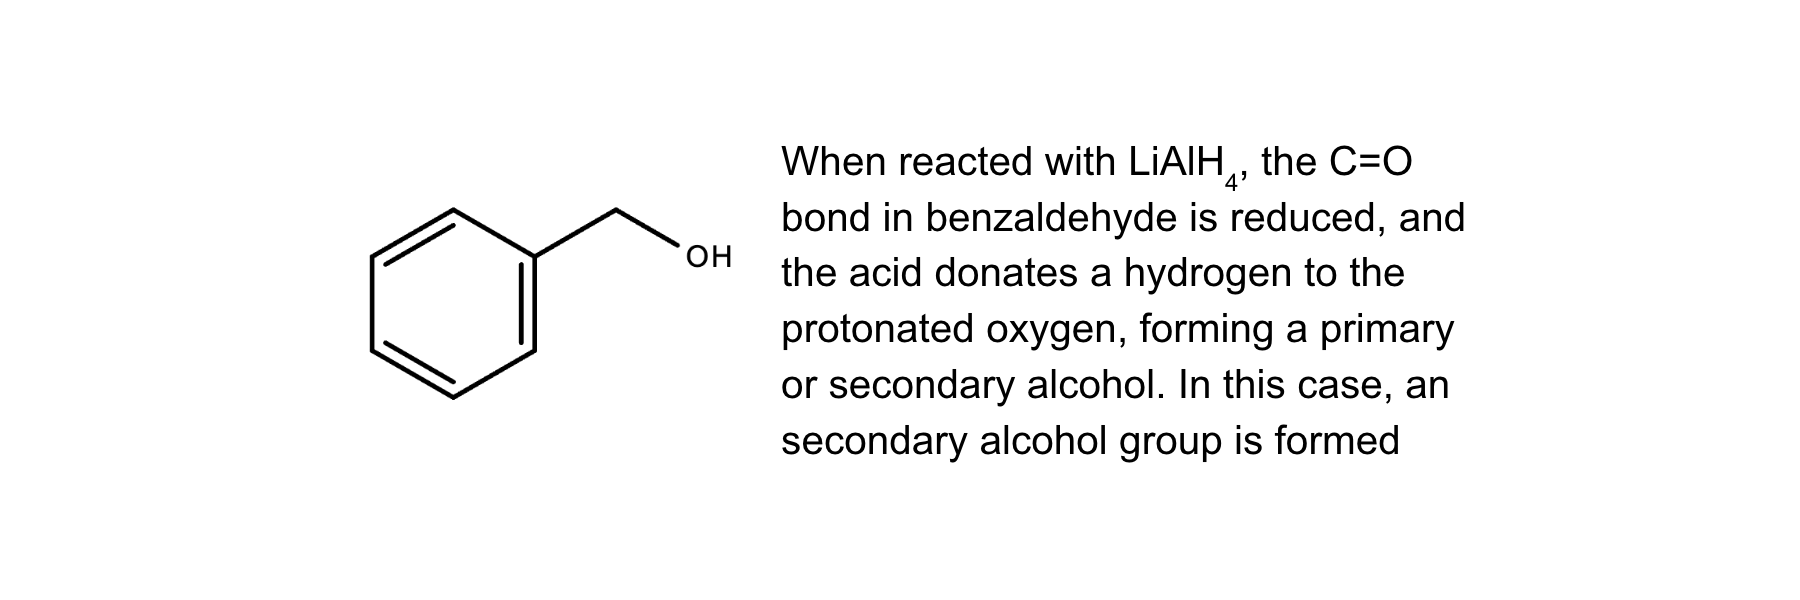 OH
When reacted with LiAlH₄, the C=O
bond in benzaldehyde is reduced, and
the acid donates a hydrogen to the
protonated oxygen, forming a primary
or secondary alcohol. In this case, an
secondary alcohol group is formed